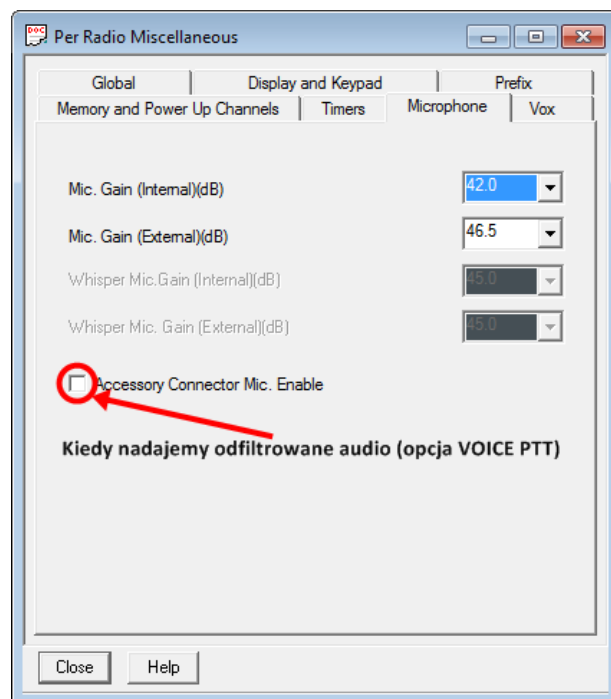 Per Radio Miscellaneous
Global
Display and Keypad
Prefix
Memory and Power Up Channels
Timers
Microphone
Vox
Mic. Gain (Internal)(dB)
42.0
Mic. Gain (External)(dB)
46.5
Whisper Mic.Gain (Internal)(dB)
45.0
Whisper Mic. Gain (External)(dB)
45.0
Accessory Connector Mic. Enable
Kiedy nadajemy odfiltrowane audio (opcja VOICE PTT)
Close
Help